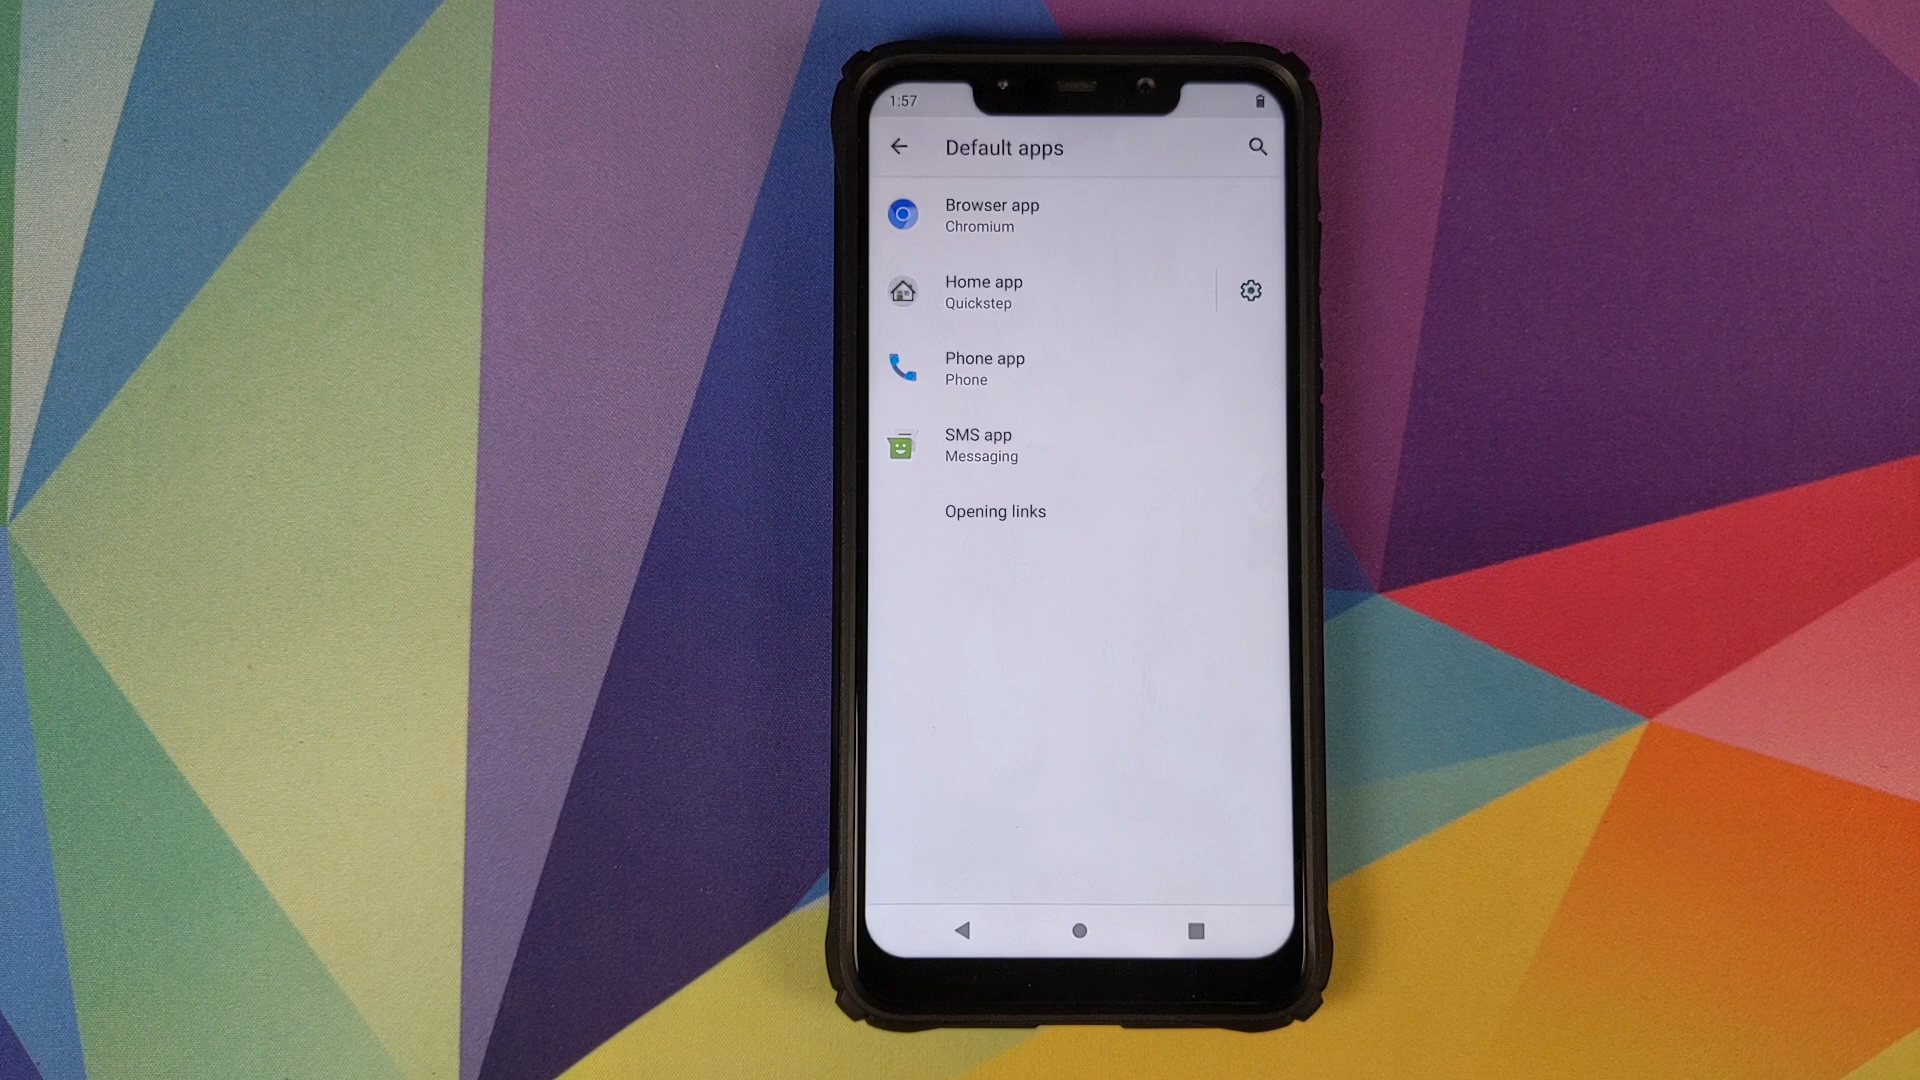 1:57
Default apps
Browser app
Chromium
Home app
Quickstep
Phone app
Phone
SMS app
Messaging
Opening links